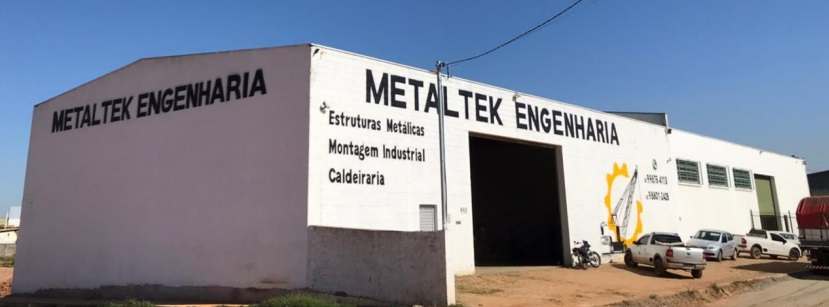 METALTEK ENGENHARIA
METALTEK ENGENHARIA
Estruturas Metálicas
Montagem Industrial
Caldeiraria